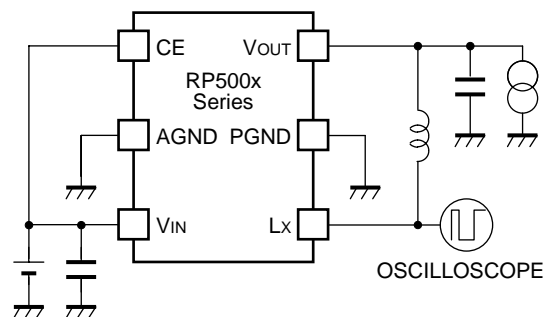 CE
VOUT
RP500x
Series
AGND
PGND
VIN
LX
OSCILLOSCOPE